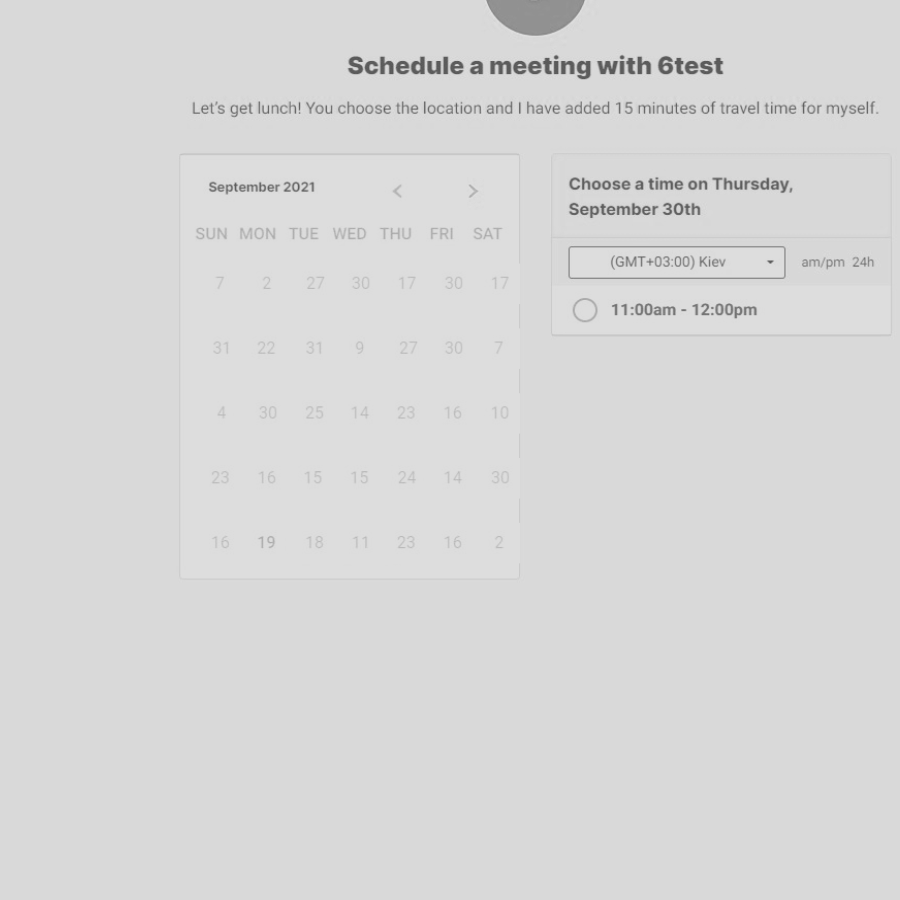 Schedule a meeting with 6test
Let's get lunch! You choose the location and I have added 15 minutes of travel time for myself.
September 2021
SUN MON TUE WED THU FRI SAT
7 2 27 30 17 30 17
31 22 31 9 27 30 7
4 30 25 14 23 16 10
23 16 15 15 24 14 30
16 19 18 11 23 16 2
Choose a time on Thursday,
September 30th
(GMT+03:00) Kiev am/pm 24h
11:00am - 12:00pm